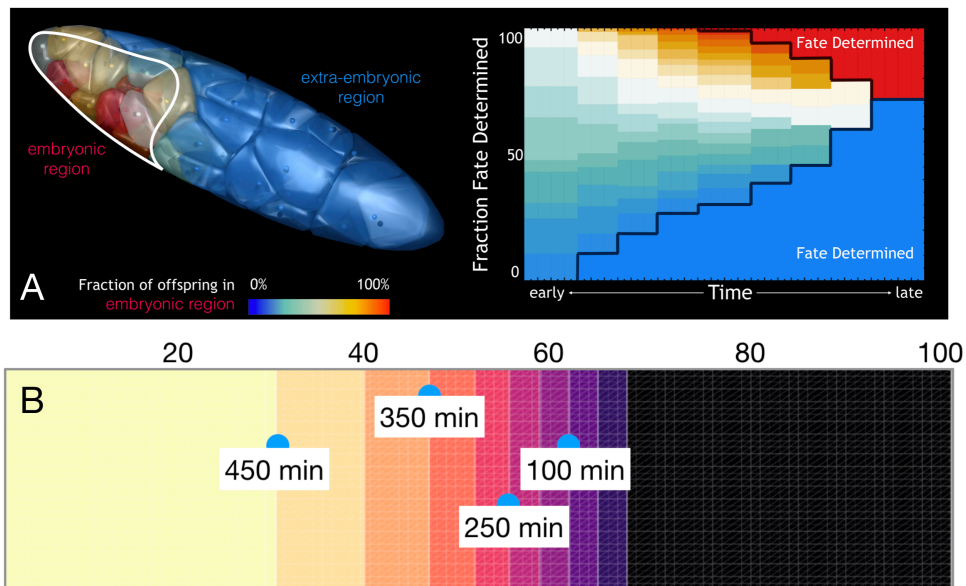 extra-embryonic
region
embryonic
region
A
Fraction of offspring in
embryonic region
0%
100%
Fraction Fate Determined
100
50
0
Fate Determined
Fate Determined
early
Time
late
20
40
60
80
100
B
350 min
450 min
100 min
250 min